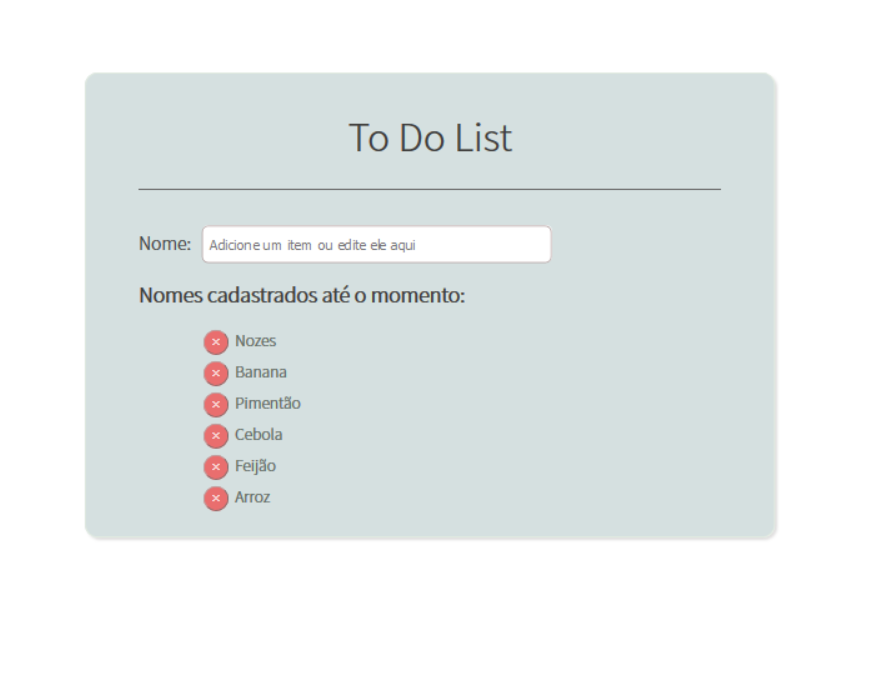 To Do List
Nome: Adicione um item ou edite ele aqui
Nomes cadastrados até o momento:
× Nozes
× Banana
× Pimentão
× Cebola
× Feijão
× Arroz